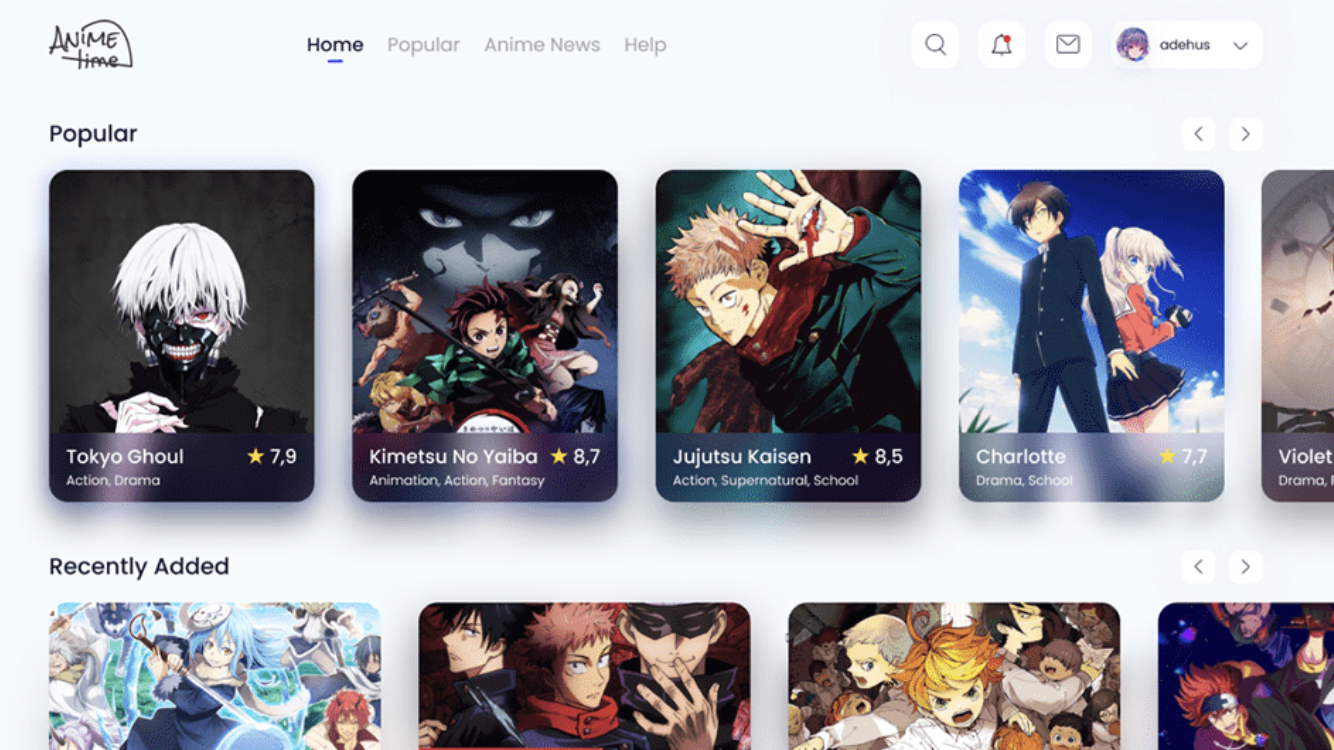 ANiME
time
Home
Popular
Anime News
Help
adehus
Popular
Tokyo Ghoul
★ 7,9
Action, Drama
Kimetsu No Yaiba
★ 8,7
Animation, Action, Fantasy
Jujutsu Kaisen
★ 8,5
Action, Supernatural, School
Charlotte
★ 7,7
Drama, School
Violet
Drama,
Recently Added